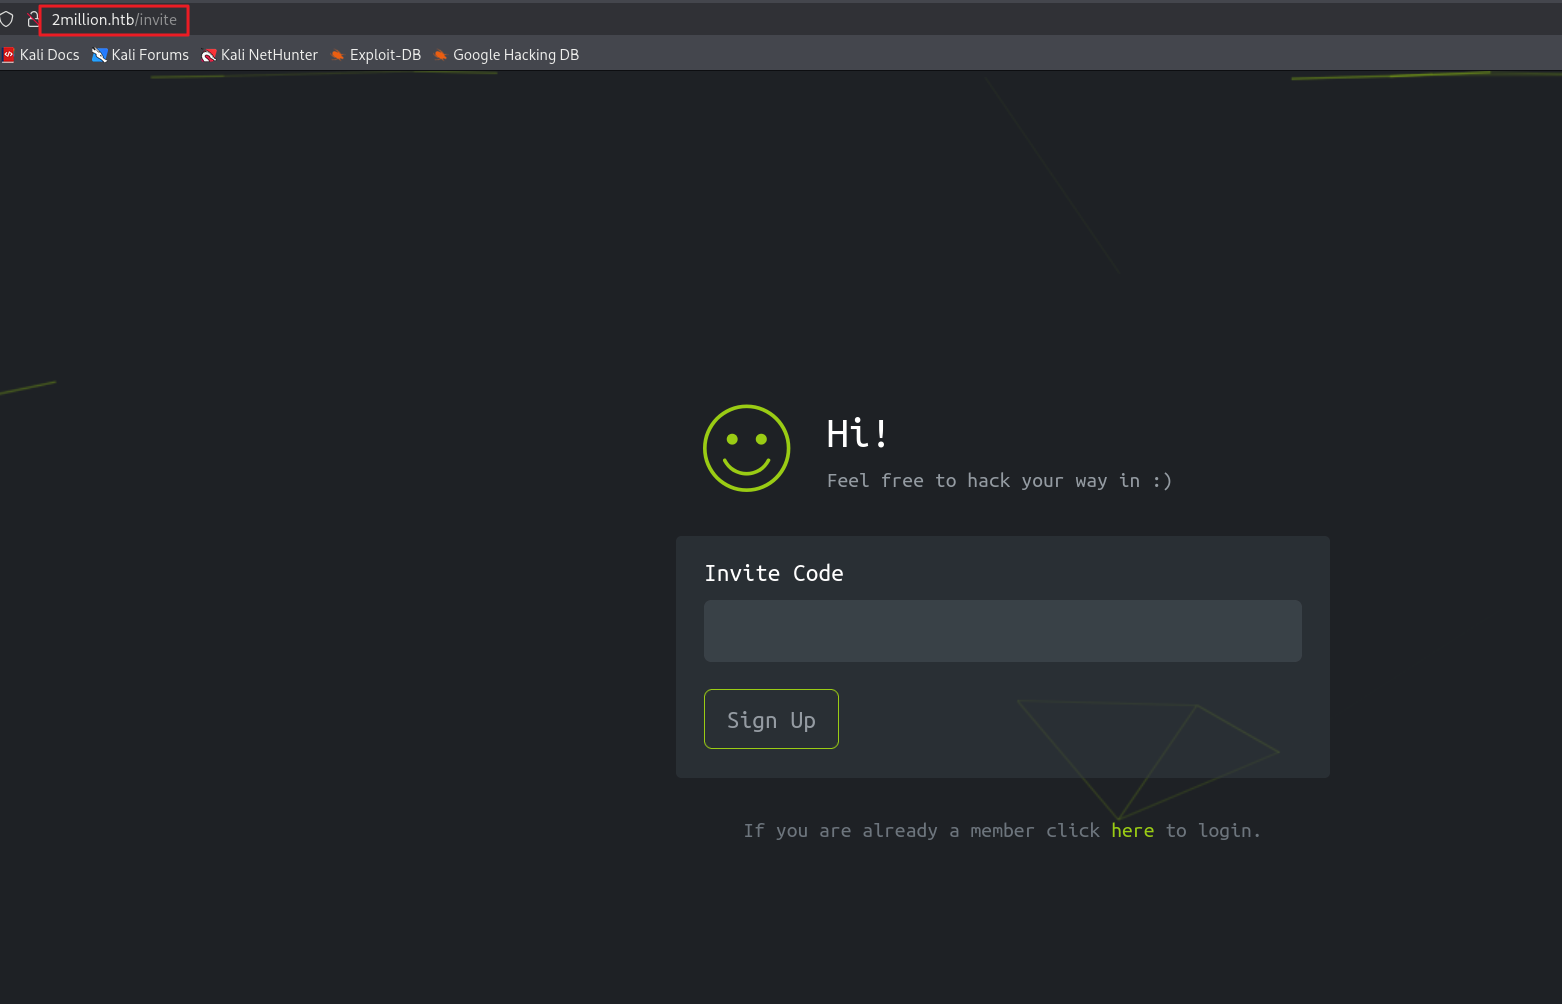 2million.htb/invite
Kali Docs Kali Forums Kali NetHunter Exploit-DB Google Hacking DB
Hi!
Feel free to hack your way in :)
Invite Code
Sign Up
If you are already a member click here to login.